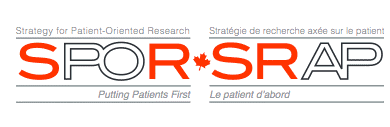 Strategy for Patient-Oriented Research
SPOR
Putting Patients First
Stratégie de recherche axée sur le patient
SRAP
Le patient d'abord